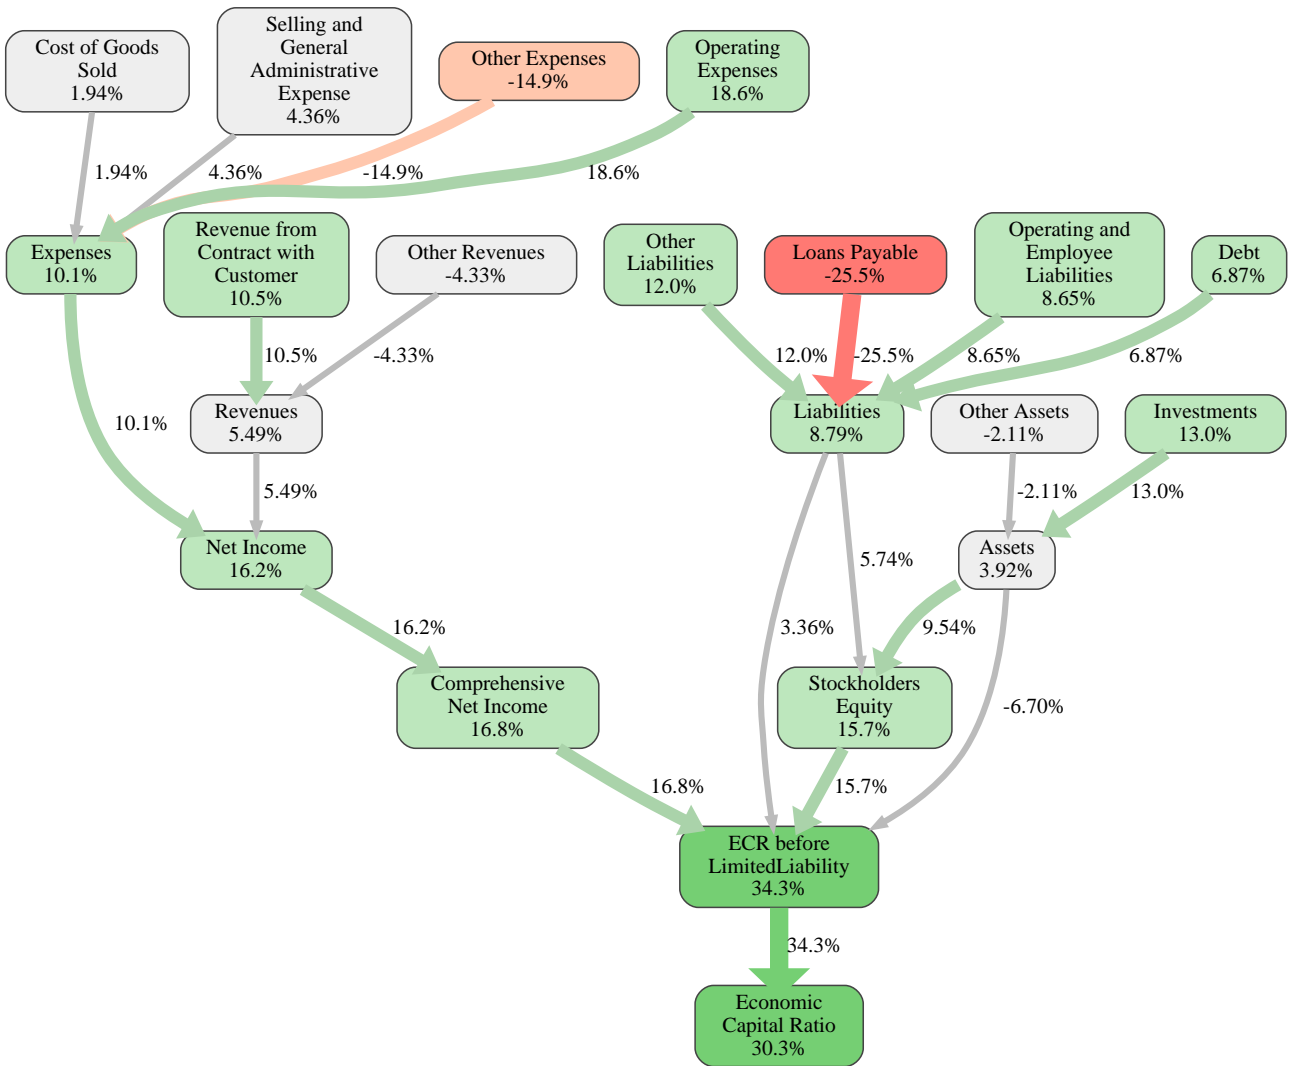 Cost of Goods
Sold
1.94%
Selling and
General
Administrative
Expense
4.36%
Other Expenses
-14.9%
Operating
Expenses
18.6%
1.94%
4.36%
-14.9%
18.6%
Expenses
10.1%
Revenue from
Contract with
Customer
10.5%
Other Revenues
-4.33%
Other
Liabilities
12.0%
Loans Payable
-25.5%
Operating and
Employee
Liabilities
8.65%
Debt
6.87%
10.5%
-4.33%
12.0%
-25.5%
8.65%
6.87%
10.1%
Revenues
5.49%
Liabilities
8.79%
Other Assets
-2.11%
Investments
13.0%
5.49%
-2.11%
13.0%
Net Income
16.2%
5.74%
Assets
3.92%
16.2%
3.36%
9.54%
Comprehensive
Net Income
16.8%
Stockholders
Equity
15.7%
-6.70%
16.8%
15.7%
ECR before
LimitedLiability
34.3%
34.3%
Economic
Capital Ratio
30.3%